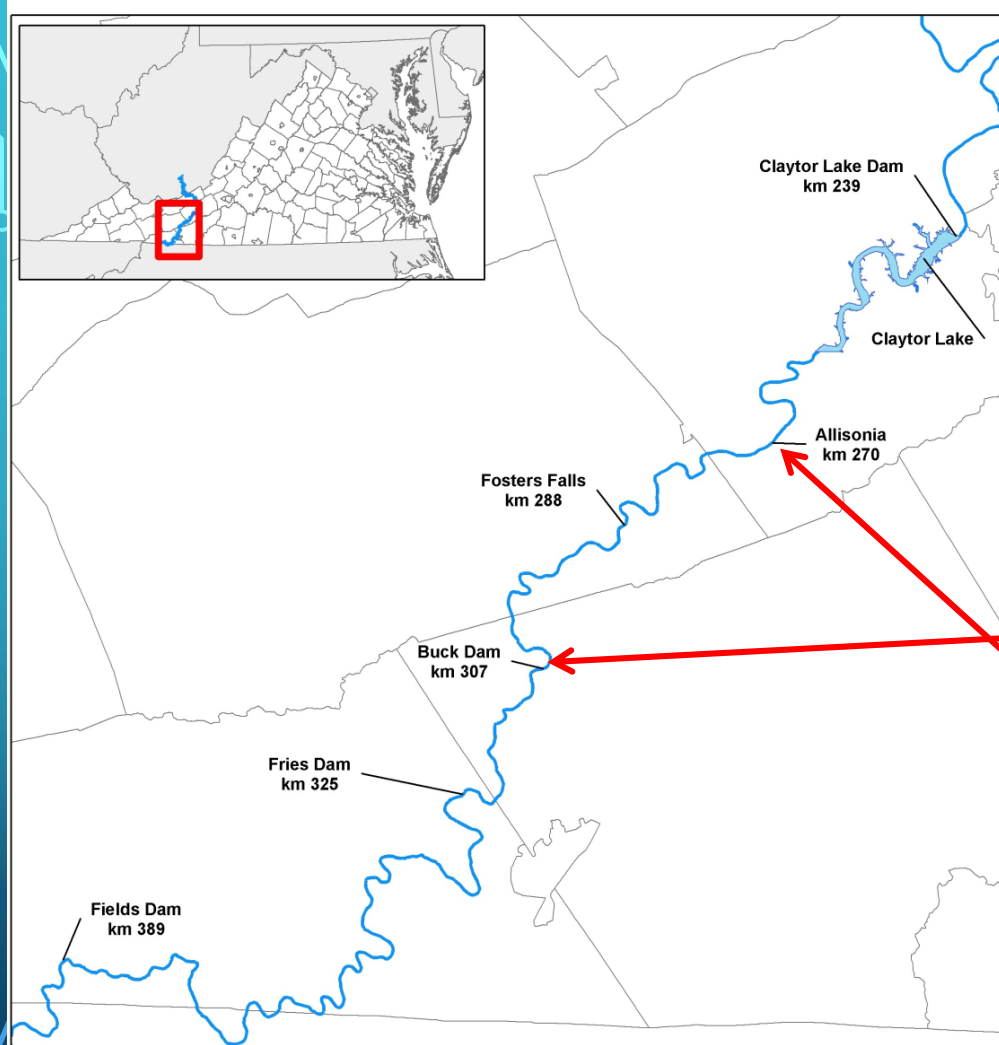 Claytor Lake Dam
km 239
Claytor Lake
Allisonia
km 270
Fosters Falls
km 288
Buck Dam
km 307
Fries Dam
km 325
Fields Dam
km 389